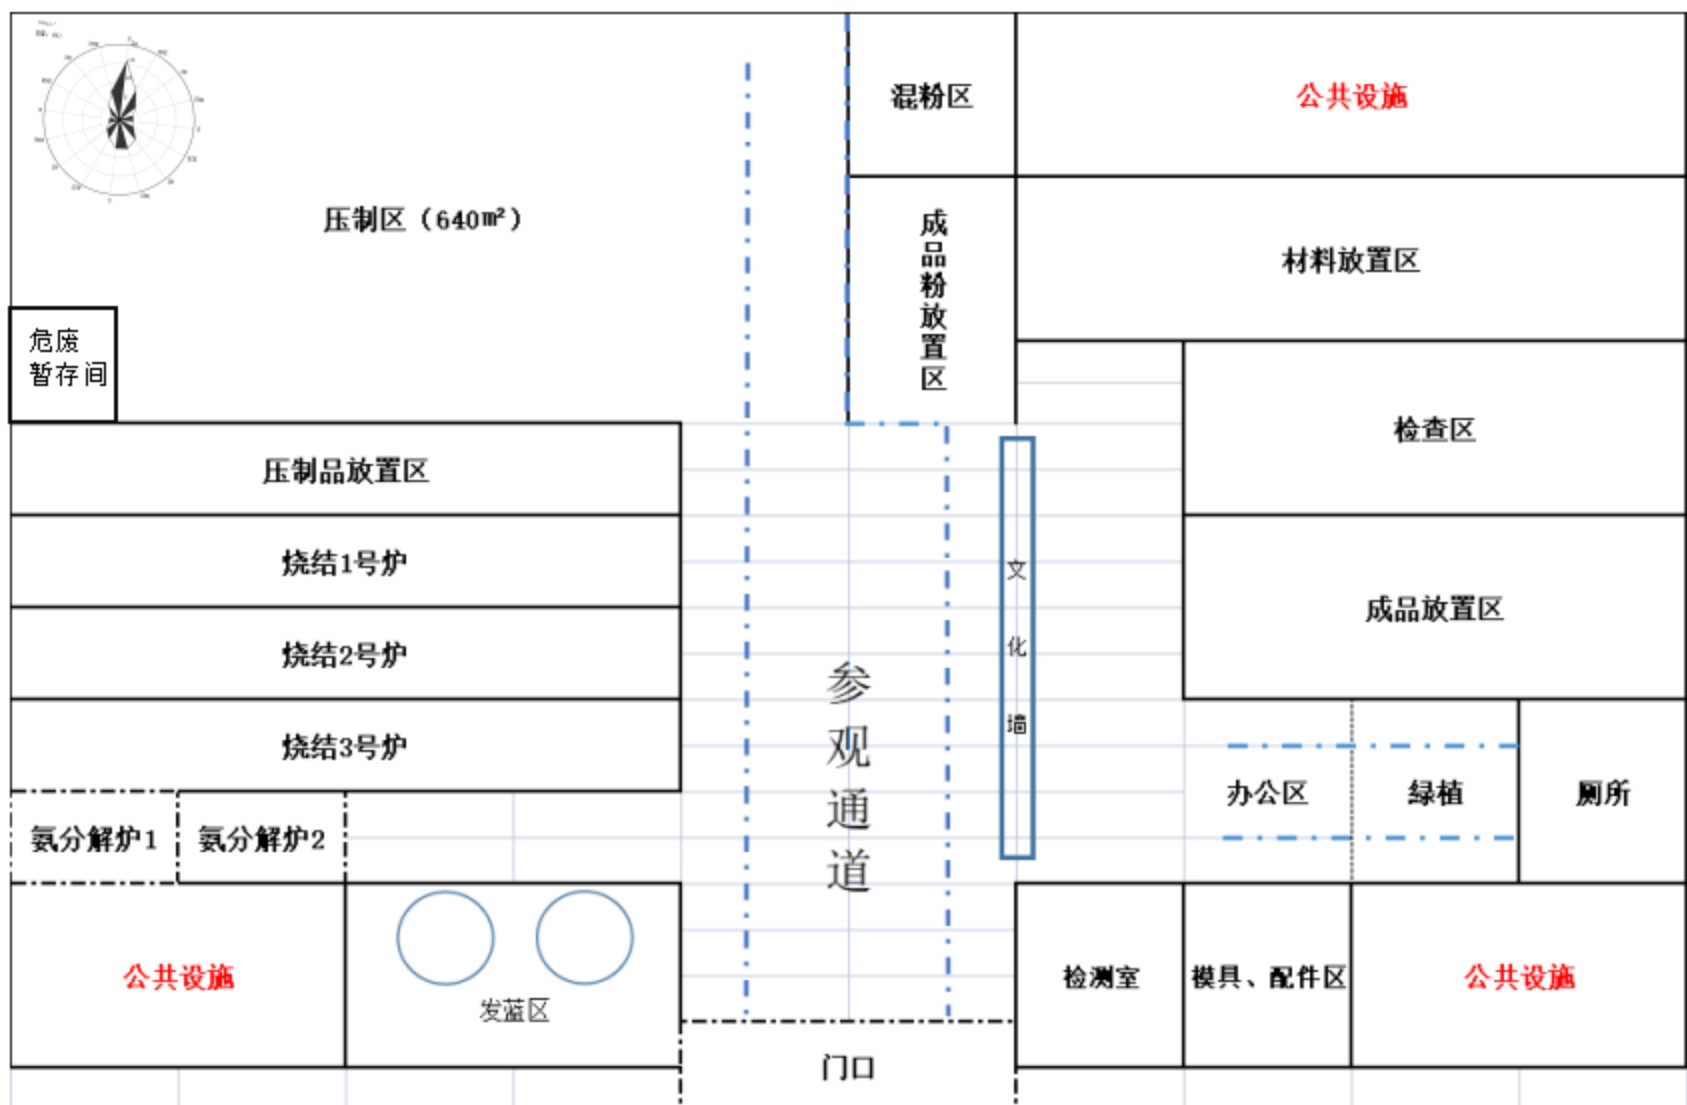 混粉区
公共设施
压制区（640㎡）
成品粉放置区
材料放置区
危废
暂存间
检查区
压制品放置区
烧结1号炉
文化墙
成品放置区
烧结2号炉
参观通道
烧结3号炉
办公区
绿植
厕所
氨分解炉1
氨分解炉2
公共设施
发蓝区
检测室
模具、配件区
公共设施
门口